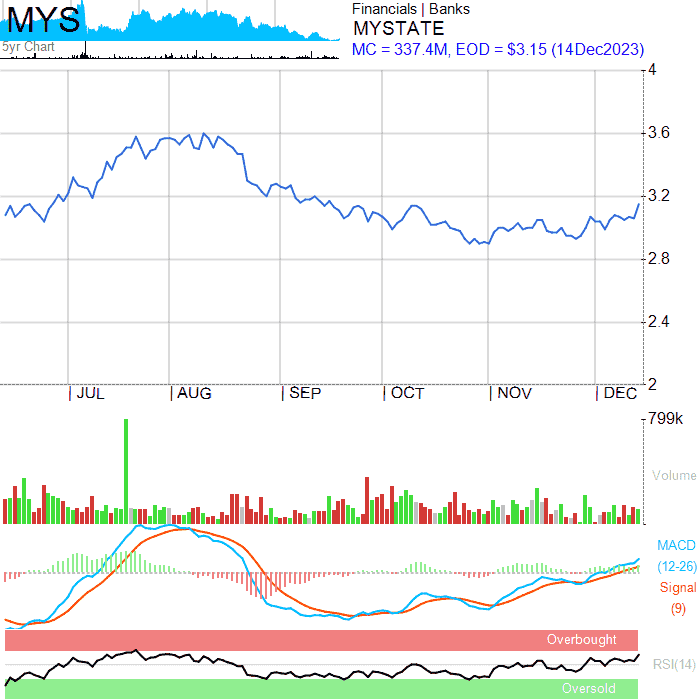 MYS
5yr Chart
Financials | Banks
MYSTATE
MC = 337.4M, EOD = $3.15 (14Dec2023)
4
3.6
3.2
2.8
2.4
2
JUL AUG SEP OCT NOV DEC
799k
Volume
MACD
(12-26)
Signal
(9)
Overbought
RSI(14)
Oversold